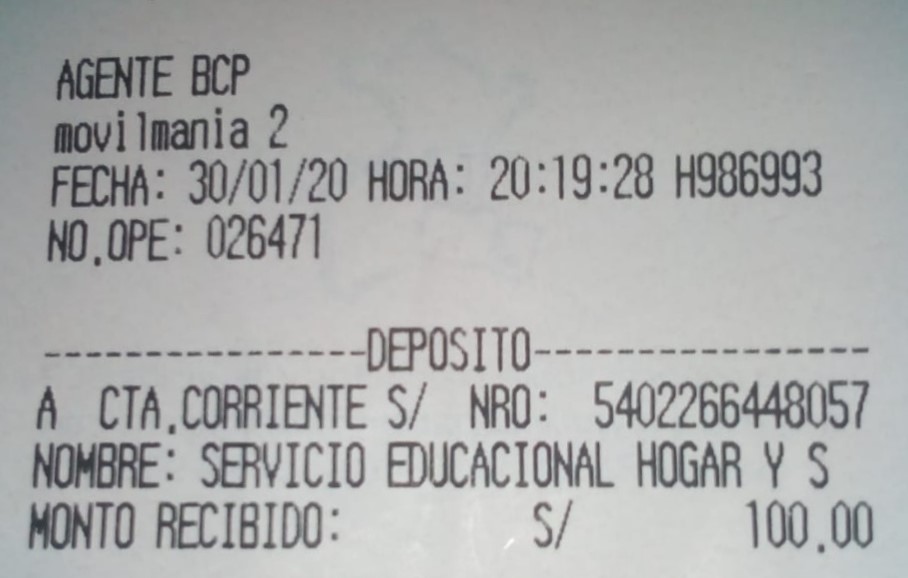 AGENTE BCP
movilmania 2
FECHA: 30/01/20 HORA: 20:19:28 H986993
NO.OPE: 026471
----------------DEPOSITO----------------
A CTA.CORRIENTE S/ NRO: 5402266448057
NOMBRE: SERVICIO EDUCACIONAL HOGAR Y S
MONTO RECIBIDO: S/ 100.00